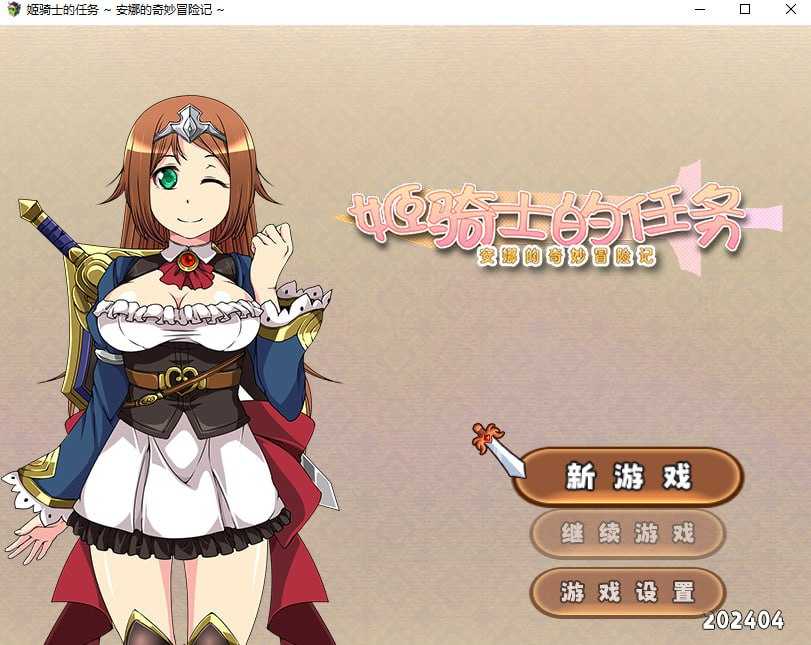 姬骑士的任务 ~ 安娜的奇妙冒险记 ~
姬骑士的任务
安娜的奇妙冒险记
新游戏
继续游戏
游戏设置
202404